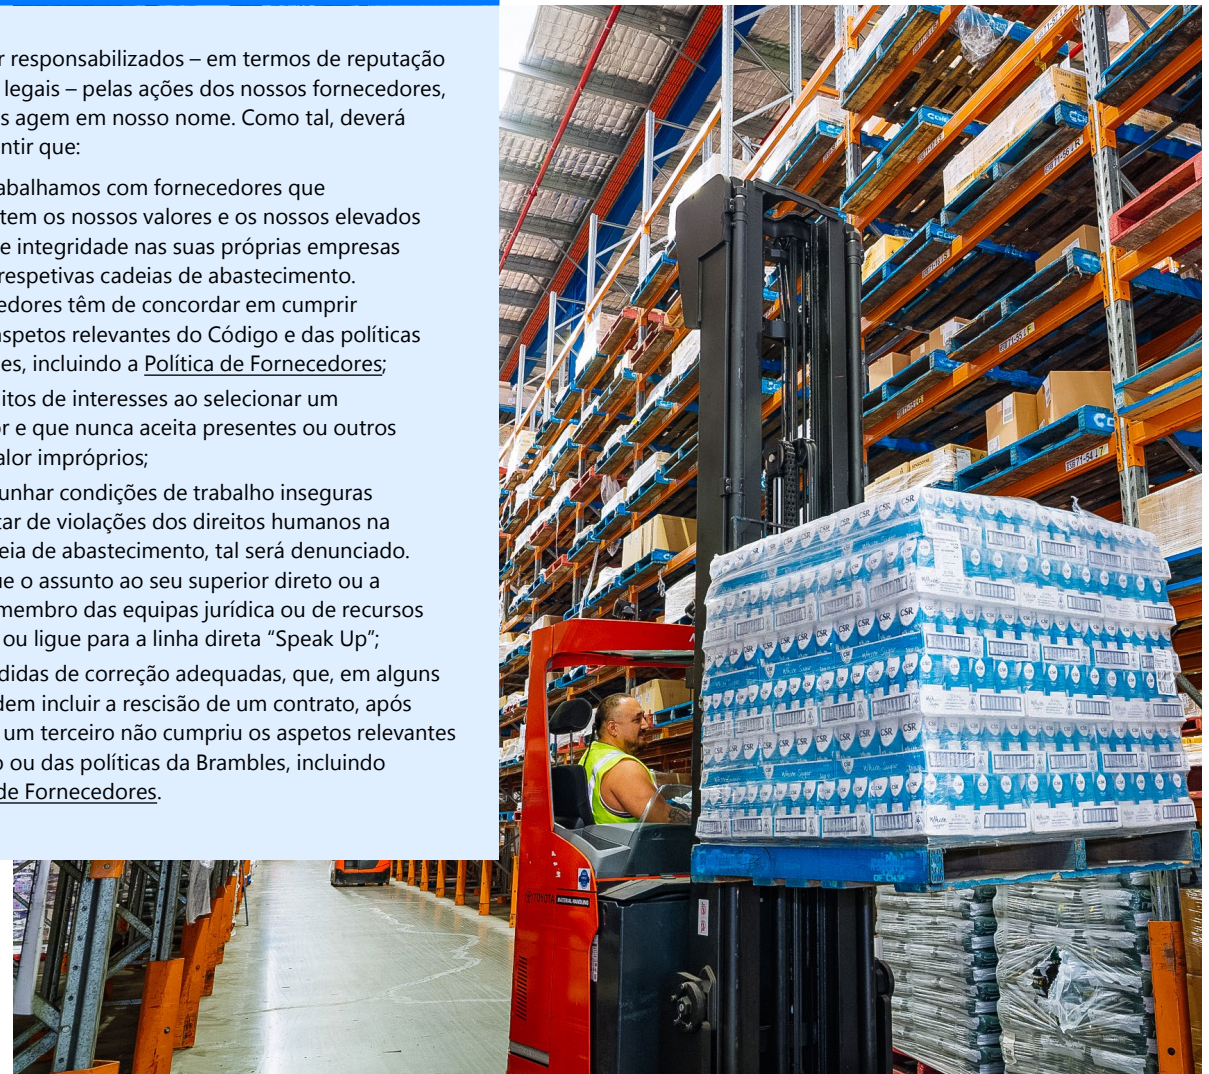 r responsabilizados – em termos de reputação
legais – pelas ações dos nossos fornecedores,
s agem em nosso nome. Como tal, deverá
ntir que:
abalhamos com fornecedores que
tem os nossos valores e os nossos elevados
e integridade nas suas próprias empresas
respetivas cadeias de abastecimento.
edores têm de concordar em cumprir
aspetos relevantes do Código e das políticas
es, incluindo a Política de Fornecedores;
itos de interesses ao selecionar um
or e que nunca aceita presentes ou outros
alor impróprios;
unhar condições de trabalho inseguras
tar de violações dos direitos humanos na
eia de abastecimento, tal será denunciado.
ue o assunto ao seu superior direto ou a
membro das equipas jurídica ou de recursos
ou ligue para a linha direta “Speak Up”;
didas de correção adequadas, que, em alguns
dem incluir a rescisão de um contrato, após
um terceiro não cumpriu os aspetos relevantes
o ou das políticas da Brambles, incluindo
de Fornecedores.
CSR
White Sugar
TOYOTA
MATERIAL HANDLING